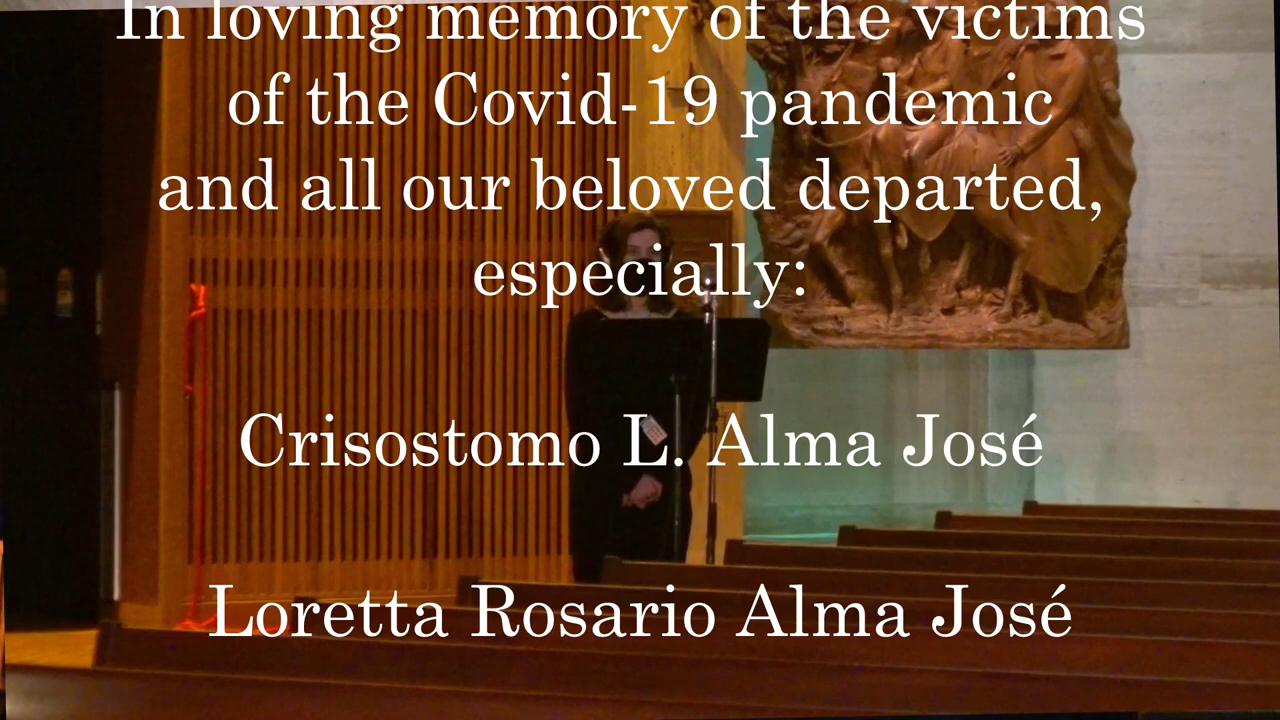 In loving memory of the victims
of the Covid-19 pandemic
and all our beloved departed,
especially:
Crisostomo L. Alma José
Loretta Rosario Alma José